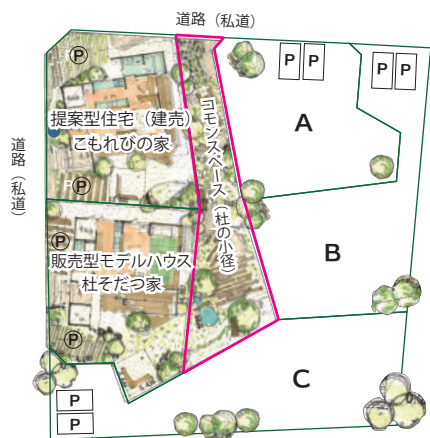 道路（私道）
P
P P
P P
提案型住宅（建売）
こもれびの家
A
コモンスペース（杜の小径）
P
道路（私道）
P
販売型モデルハウス
杜そだつ家
B
P
C
P
P